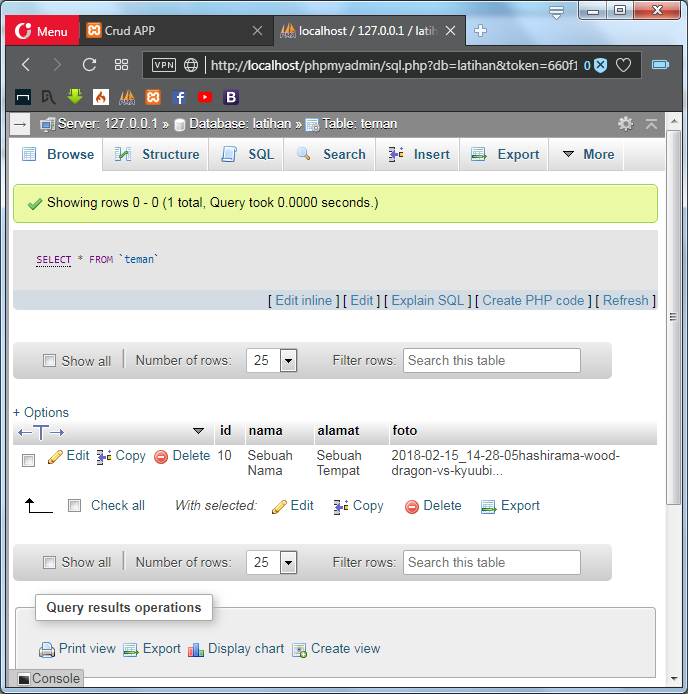 Menu
Crud APP
localhost / 127.0.0.1 / latih
VPN
http://localhost/phpmyadmin/sql.php?db=latihan&token=660f1
0
Server: 127.0.0.1 » Database: latihan » Table: teman
Browse Structure SQL Search Insert Export More
Showing rows 0 - 0 (1 total, Query took 0.0000 seconds.)
SELECT * FROM `teman`
[ Edit inline ] [ Edit ] [ Explain SQL ] [ Create PHP code ] [ Refresh ]
Show all Number of rows: 25 Filter rows: Search this table
+ Options
id nama alamat foto
Edit Copy Delete 10 Sebuah Sebuah 2018-02-15_14-28-05hashirama-wood-
Nama Tempat dragon-vs-kyuubi...
Check all With selected: Edit Copy Delete Export
Show all Number of rows: 25 Filter rows: Search this table
Query results operations
Print view Export Display chart Create view
Console